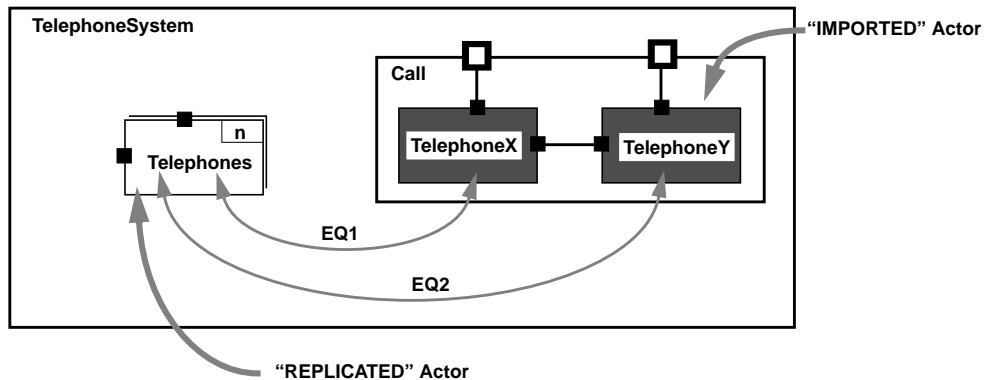 TelephoneSystem
“IMPORTED” Actor
Call
n
Telephones
TelephoneX
TelephoneY
EQ1
EQ2
“REPLICATED” Actor